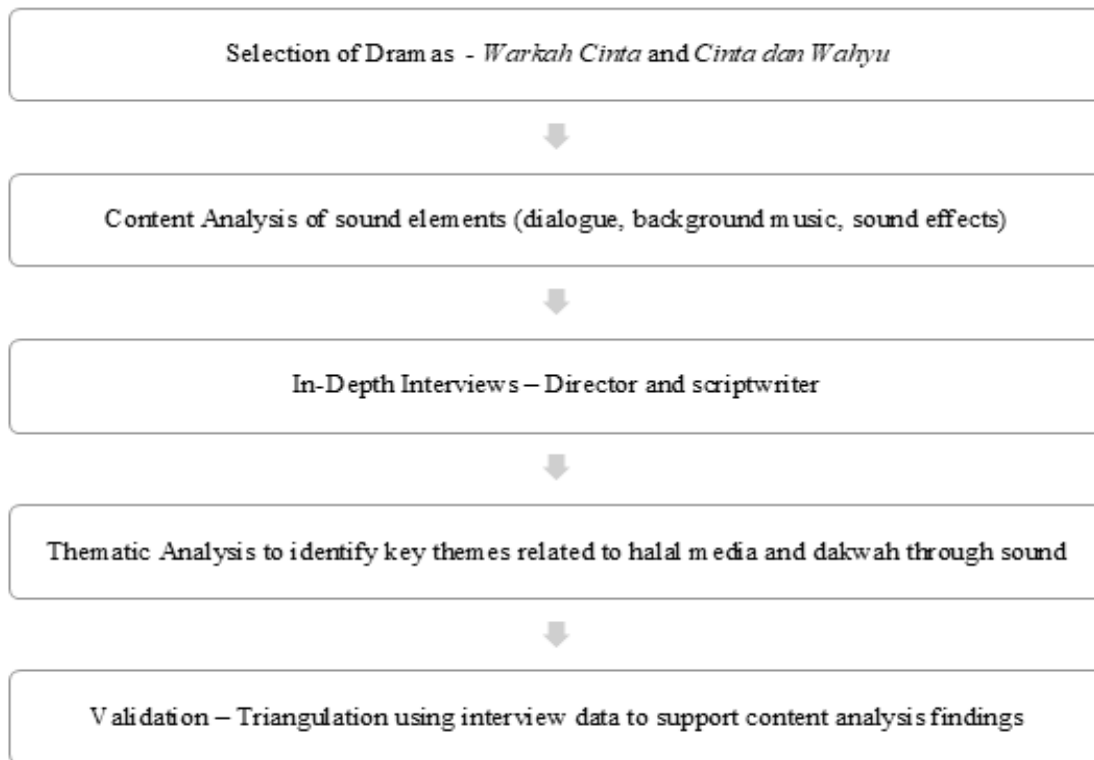 Selection of Dramas - Warkah Cinta and Cinta dan Wahyu
Content Analysis of sound elements (dialogue, background music, sound effects)
In-Depth Interviews – Director and scriptwriter
Thematic Analysis to identify key themes related to halal media and dakwah through sound
Validation – Triangulation using interview data to support content analysis findings